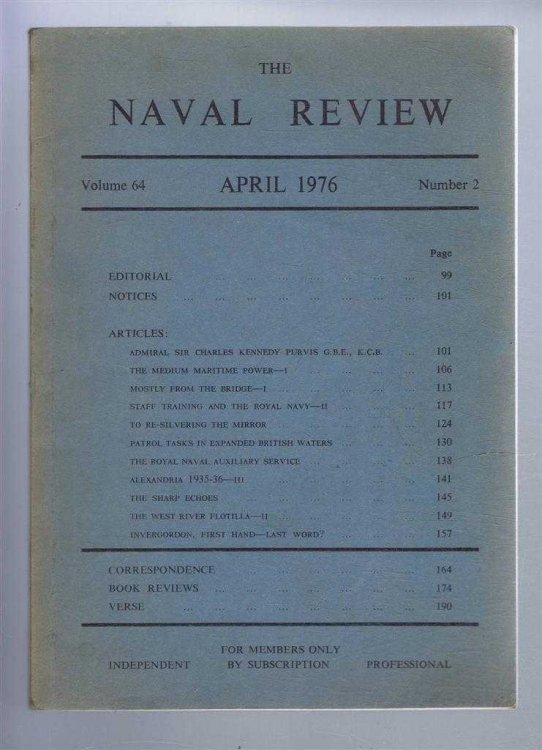 THE
NAVAL REVIEW
Volume 64 APRIL 1976 Number 2
Page
EDITORIAL ... ... ... ... ... ... ... 99
NOTICES ... ... ... ... ... ... ... 101
ARTICLES:
ADMIRAL SIR CHARLES KENNEDY PURVIS G.B.E., K.C.B. ... 101
THE MEDIUM MARITIME POWER—I ... ... ... ... 106
MOSTLY FROM THE BRIDGE—I ... ... ... ... 113
STAFF TRAINING AND THE ROYAL NAVY—II ... ... ... 117
TO RE-SILVERING THE MIRROR ... ... ... ... 124
PATROL TASKS IN EXPANDED BRITISH WATERS ... ... ... 130
THE ROYAL NAVAL AUXILIARY SERVICE ... ... ... ... 138
ALEXANDRIA 1935-36—III ... ... ... ... 141
THE SHARP ECHOES ... ... ... ... 145
THE WEST RIVER FLOTILLA—II ... ... ... ... 149
INVERGORDON, FIRST HAND—LAST WORD? ... ... ... 157
CORRESPONDENCE ... ... ... ... ... 164
BOOK REVIEWS ... ... ... ... ... ... ... 174
VERSE ... ... ... ... ... ... ... 190
FOR MEMBERS ONLY
INDEPENDENT BY SUBSCRIPTION PROFESSIONAL